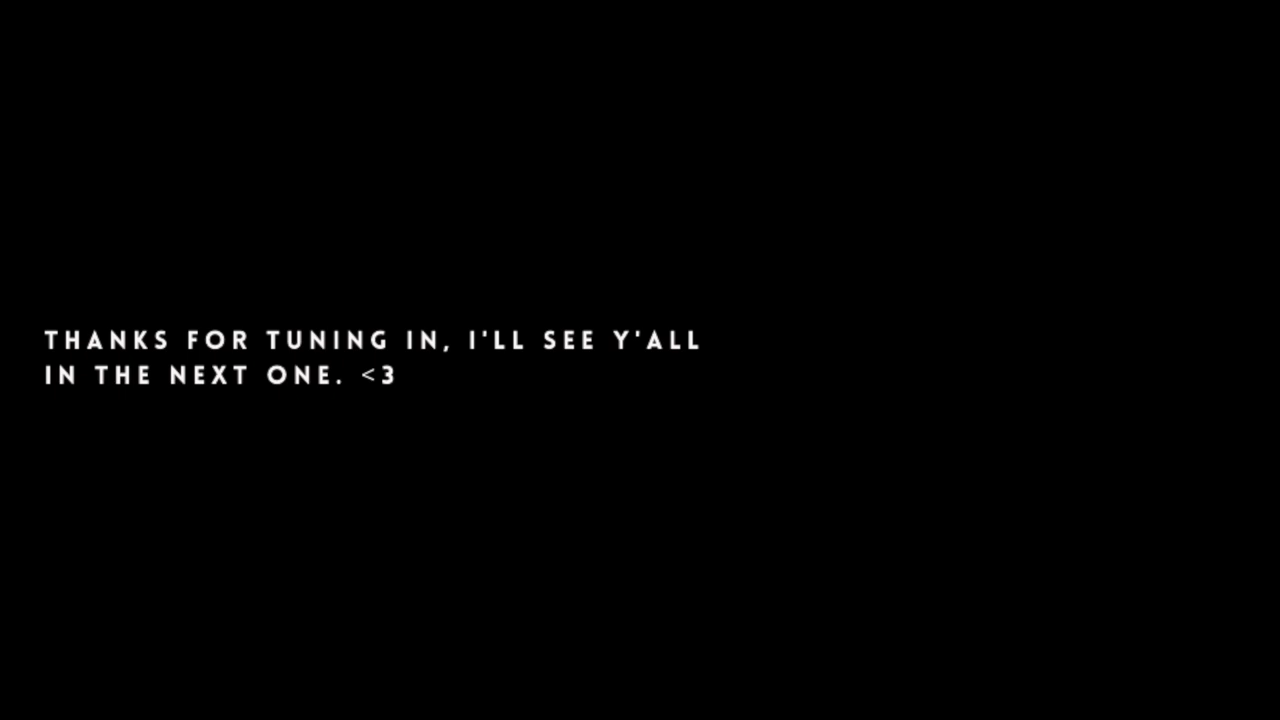 THANKS FOR TUNING IN, I'LL SEE Y'ALL
IN THE NEXT ONE. <3